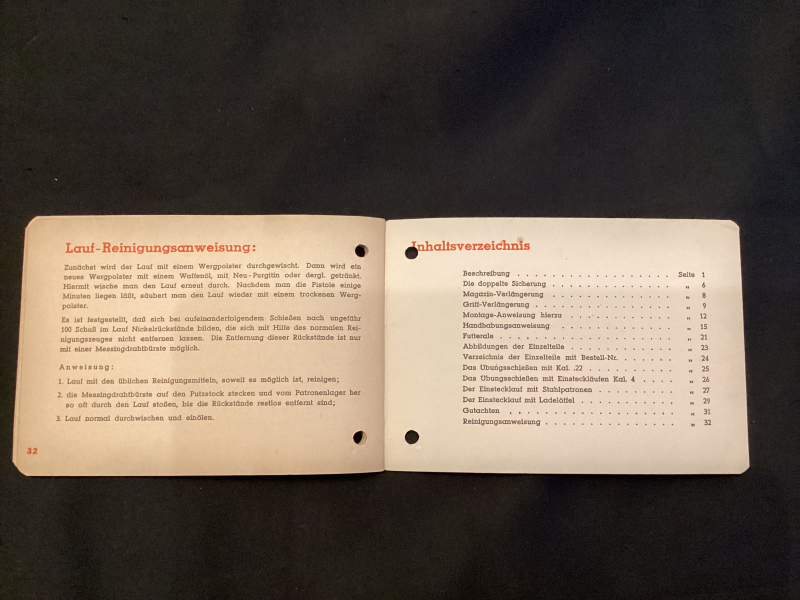 Lauf-Reinigungsanweisung:
Zunächst wird der Lauf mit einem Wergpolster durchgewischt. Dann wird ein
neues Wergpolster mit einem Waffenöl, mit Neu-Purgitin oder dergl. getränkt.
Hiermit wische man den Lauf erneut durch. Nachdem man die Pistole einige
Minuten liegen läßt, säubert man den Lauf wieder mit einem trockenen Werg-
polster.
Es ist festgestellt, daß sich bei aufeinanderfolgendem Schießen nach ungefähr
100 Schuß im Lauf Nickelrückstände bilden, die sich mit Hilfe des normalen Rei-
nigungszeuges nicht entfernen lassen. Die Entfernung dieser Rückstände ist nur
mit einer Messingdrahtbürste möglich.
Anweisung:
1. Lauf mit den üblichen Reinigungsmitteln, soweit es möglich ist, reinigen;
2. die Messingdrahtbürste auf den Putzstock stecken und vom Patronenlager her
so oft durch den Lauf stoßen, bis die Rückstände restlos entfernt sind;
3. Lauf normal durchwischen und einölen.
32
Inhaltsverzeichnis
Beschreibung . . . . . . . . . . . . . . . . . . Seite 1
Die doppelte Sicherung . . . . . . . . . . . . . . „ 6
Magazin-Verlängerung . . . . . . . . . . . . . . „ 8
Griff-Verlängerung . . . . . . . . . . . . . . . . „ 9
Montage-Anweisung hierzu . . . . . . . . . . . . „ 12
Handhabungsanweisung . . . . . . . . . . . . . „ 15
Futterale . . . . . . . . . . . . . . . . . . . . „ 21
Abbildungen der Einzelteile . . . . . . . . . . . . „ 23
Verzeichnis der Einzelteile mit Bestell-Nr. . . . . . . . „ 24
Das Übungsschießen mit Kal. .22 . . . . . . . . . . „ 25
Das Übungsschießen mit Einsteckläufen Kal. 4 . . . . „ 26
Der Einstecklauf mit Stahlpatronen . . . . . . . . . „ 27
Der Einstecklauf mit Ladelöffel . . . . . . . . . . . „ 29
Gutachten . . . . . . . . . . . . . . . . . . . „ 31
Reinigungsanweisung . . . . . . . . . . . . . . . „ 32